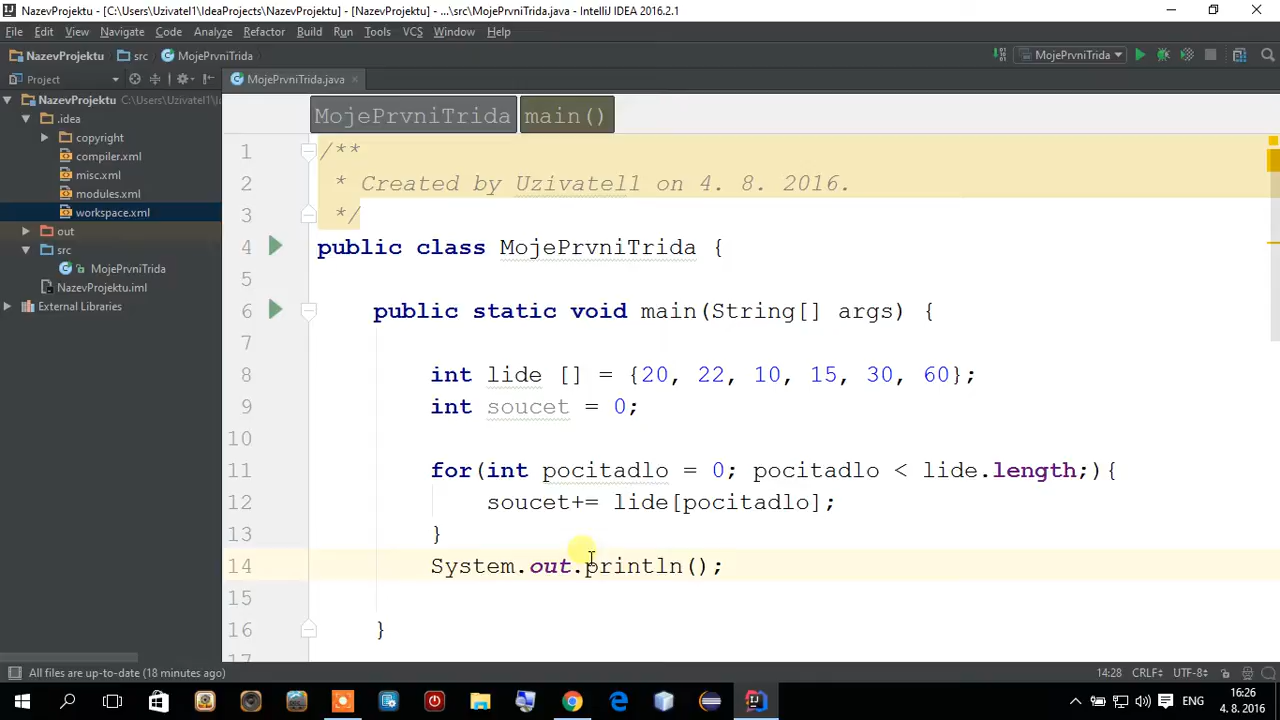 NazevProjektu - [C:\Users\Uzivatel1\IdeaProjects\NazevProjektu] - [NazevProjektu] - ...\src\MojePrvniTrida.java - IntelliJ IDEA 2016.2.1
File Edit View Navigate Code Analyze Refactor Build Run Tools VCS Window Help
NazevProjektu src MojePrvniTrida MojePrvniTrida
Project MojePrvniTrida.java
NazevProjektu C:\Users\Uzivatel1\Id
.idea
copyright
compiler.xml
misc.xml
modules.xml
workspace.xml
out
src
MojePrvniTrida
NazevProjektu.iml
External Libraries
MojePrvniTrida main()
1 /**
2 * Created by Uzivatel1 on 4. 8. 2016.
3 */
4 public class MojePrvniTrida {
5
6 public static void main(String[] args) {
7
8 int lide [] = {20, 22, 10, 15, 30, 60};
9 int soucet = 0;
10
11 for(int pocitadlo = 0; pocitadlo < lide.length;){
12 soucet+= lide[pocitadlo];
13 }
14 System.out.println();
15
16 }
17
All files are up-to-date (18 minutes ago) 14:28 CRLF÷ UTF-8÷
ENG 16:26
4. 8. 2016